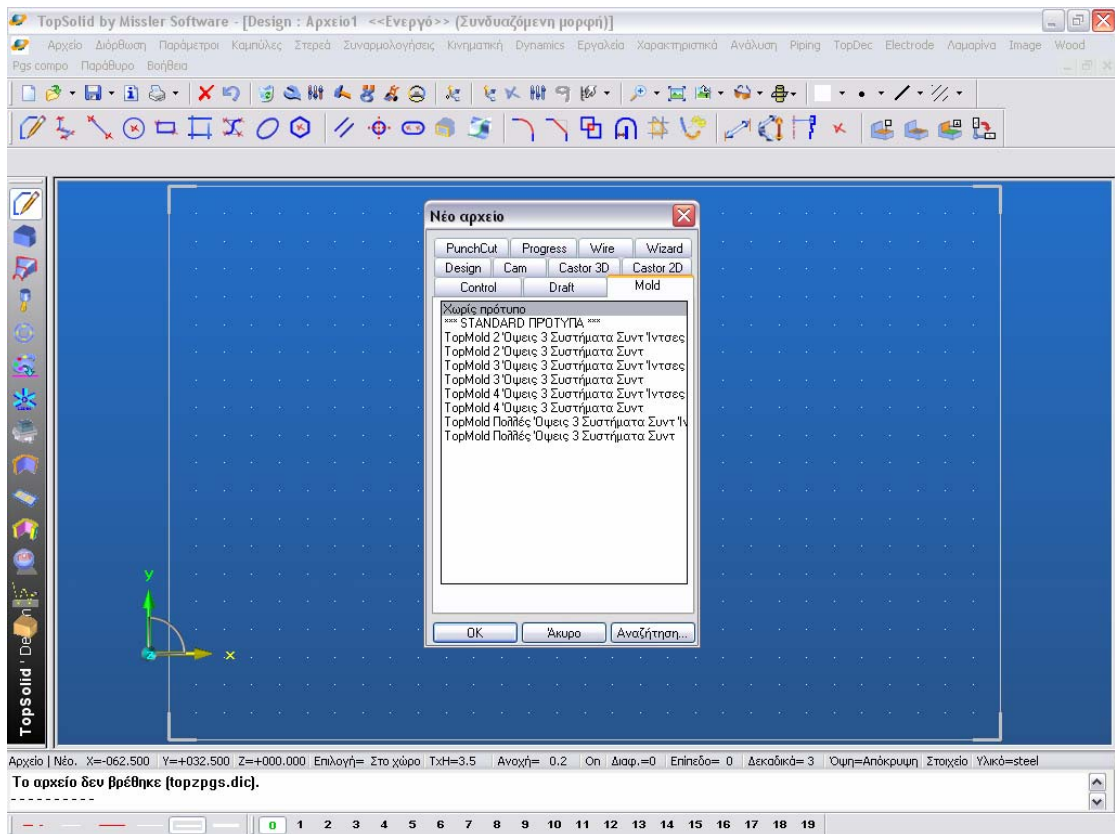 TopSolid by Missler Software - [Design : Αρχείο1 <<Ενεργό>> (Συνδυαζόμενη μορφή)]
Αρχείο Διόρθωση Παράμετροι Καμπύλες Στερεά Συναρμολογήσεις Κινηματική Dynamics Εργαλεία Χαρακτηριστικά Ανάλυση Piping TopDec Electrode Λαμαρίνα Image Wood
Pgs compo Παράθυρο Βοήθεια
Νέο αρχείο
PunchCut Progress Wire Wizard
Design Cam Castor 3D Castor 2D
Control Draft Mold
Χωρίς πρότυπο
*** STANDARD ΠΡΌΤΥΠΑ ***
TopMold 2 Όψεις 3 Συστήματα Συντ Ίντσες
TopMold 2 Όψεις 3 Συστήματα Συντ
TopMold 3 Όψεις 3 Συστήματα Συντ Ίντσες
TopMold 3 Όψεις 3 Συστήματα Συντ
TopMold 4 Όψεις 3 Συστήματα Συντ Ίντσες
TopMold 4 Όψεις 3 Συστήματα Συντ
TopMold Πολλές Όψεις 3 Συστήματα Συντ Ίν
TopMold Πολλές Όψεις 3 Συστήματα Συντ
OK Άκυρο Αναζήτηση...
y
x
TopSolid'Design
Αρχείο | Νέο. X=-062.500 Y=+032.500 Z=+000.000 Επιλογή= Στο χώρο TxH=3.5 Ανοχή= 0.2 On Διαφ.=0 Επίπεδο= 0 Δεκαδικά= 3 Όψη=Απόκρυψη Στοιχείο Υλικό=steel
Το αρχείο δεν βρέθηκε (topzpgs.dic).
----------
0 1 2 3 4 5 6 7 8 9 10 11 12 13 14 15 16 17 18 19